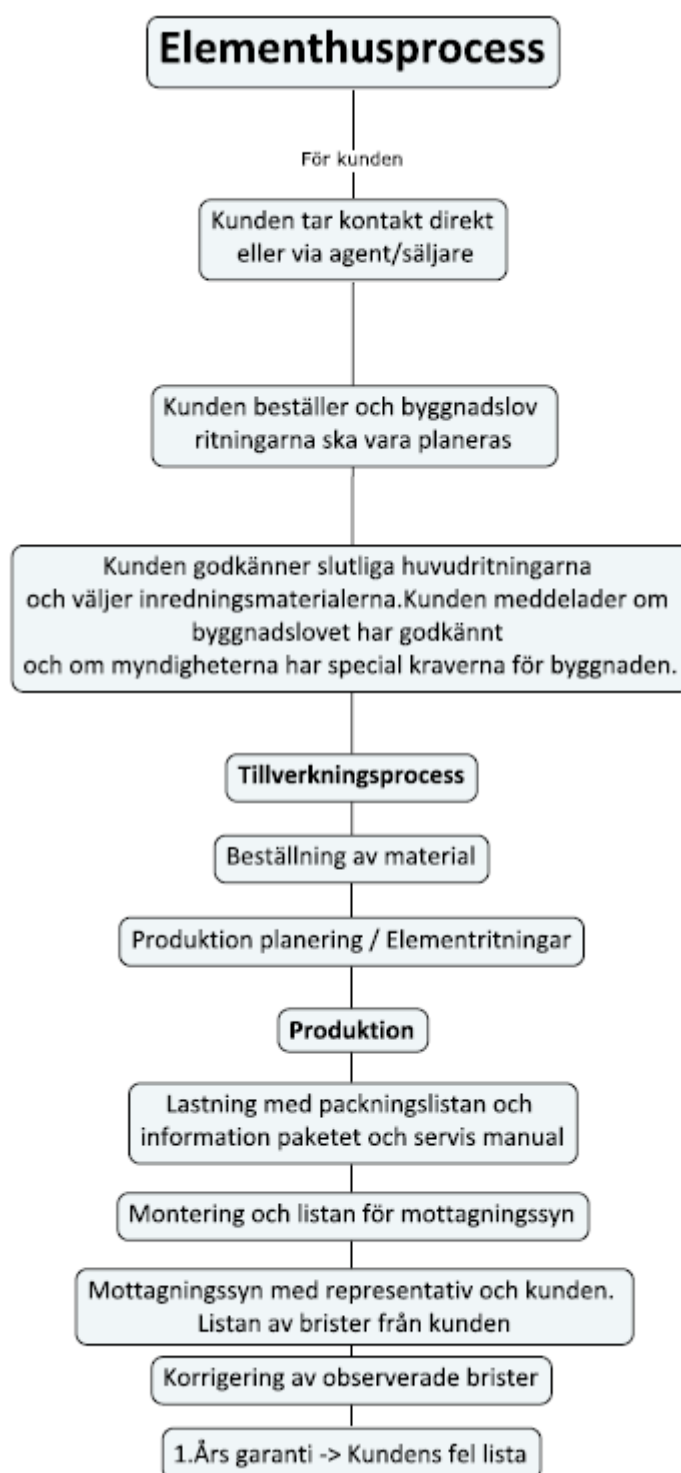 Elementhusprocess
För kunden
Kunden tar kontakt direkt
eller via agent/säljare
Kunden beställer och byggnadslov
ritningarna ska vara planeras
Kunden godkänner slutliga huvudritningarna
och väljer inredningsmaterialerna.Kunden meddelader om
byggnadslovet har godkännt
och om myndigheterna har special kraverna för byggnaden.
Tillverkningsprocess
Beställning av material
Produktion planering / Elementritningar
Produktion
Lastning med packningslistan och
information paketet och servis manual
Montering och listan för mottagningssyn
Mottagningssyn med representativ och kunden.
Listan av brister från kunden
Korrigering av observerade brister
1.Års garanti -> Kundens fel lista